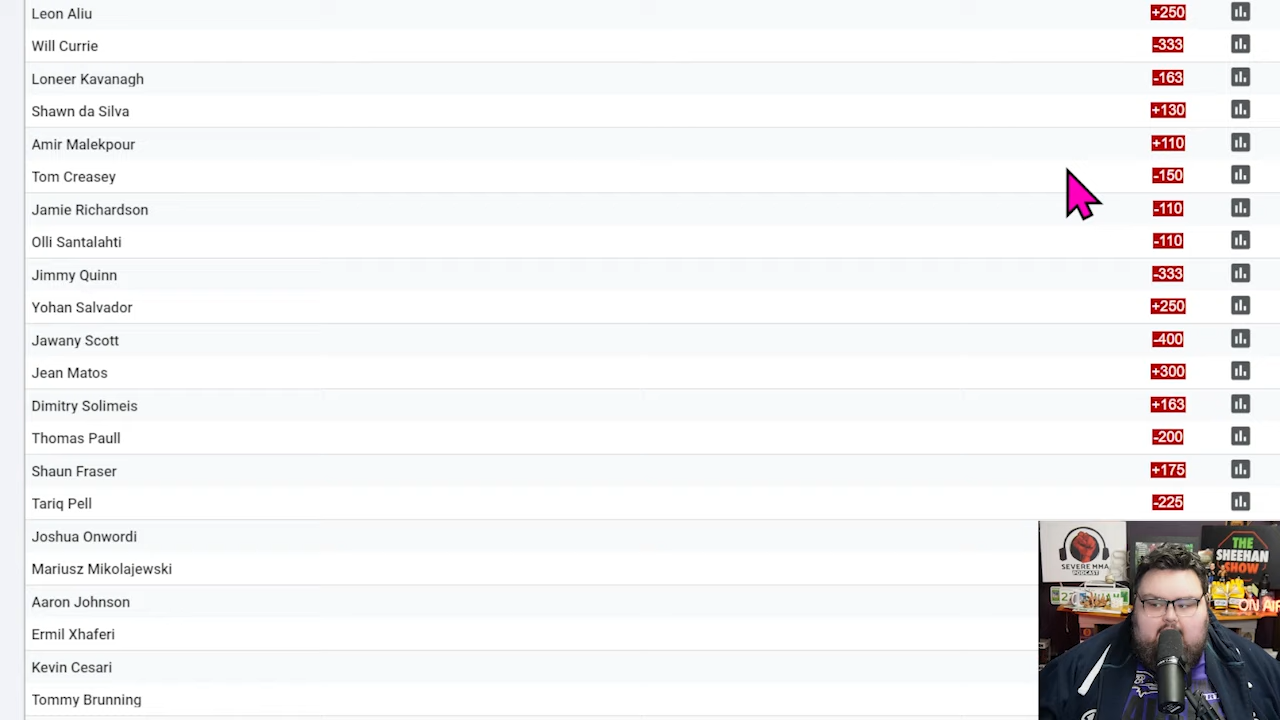 Leon Aliu +250
Will Currie -333
Loneer Kavanagh -163
Shawn da Silva +130
Amir Malekpour +110
Tom Creasey -150
Jamie Richardson -110
Olli Santalahti -110
Jimmy Quinn -333
Yohan Salvador +250
Jawany Scott -400
Jean Matos +300
Dimitry Solimeis +163
Thomas Paull -200
Shaun Fraser +175
Tariq Pell -225
Joshua Onwordi
Mariusz Mikolajewski
Aaron Johnson
Ermil Xhaferi
Kevin Cesari
Tommy Brunning
SEVERE MMA
PODCAST
THE
SHEEHAN
SHOW
ON AIR